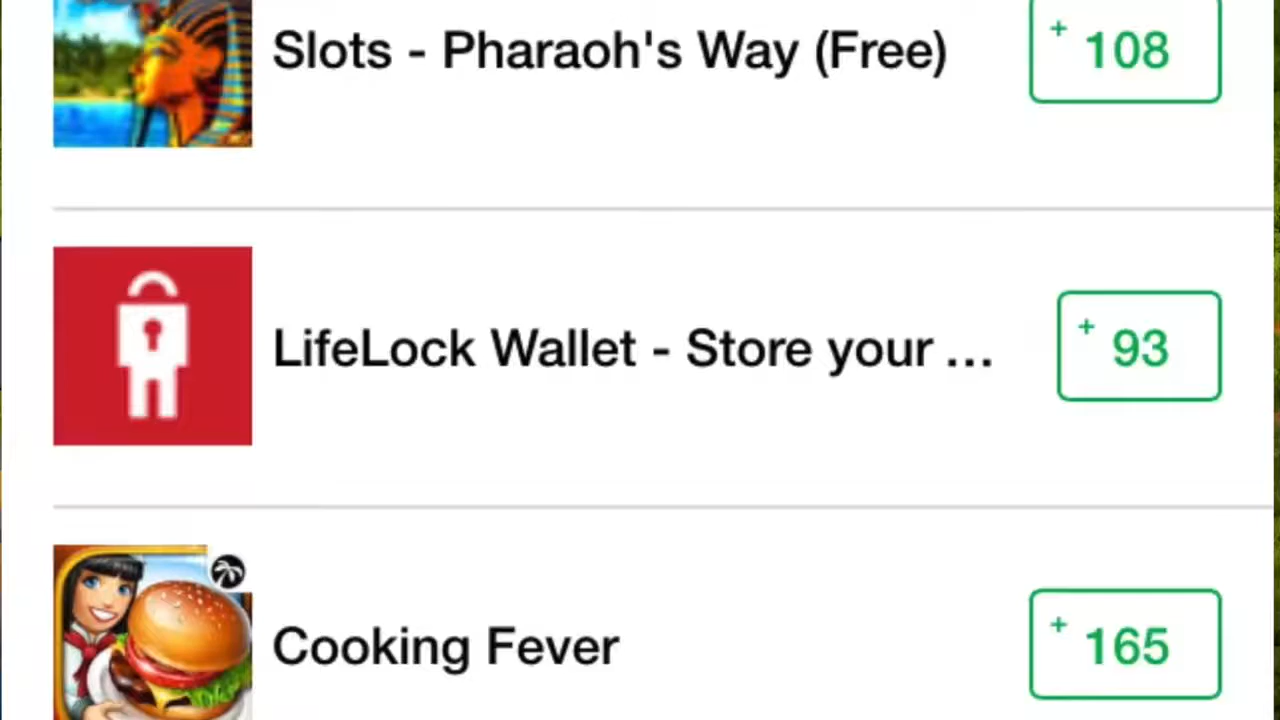 Slots - Pharaoh's Way (Free)
+ 108
LifeLock Wallet - Store your ...
+ 93
Cooking Fever
+ 165